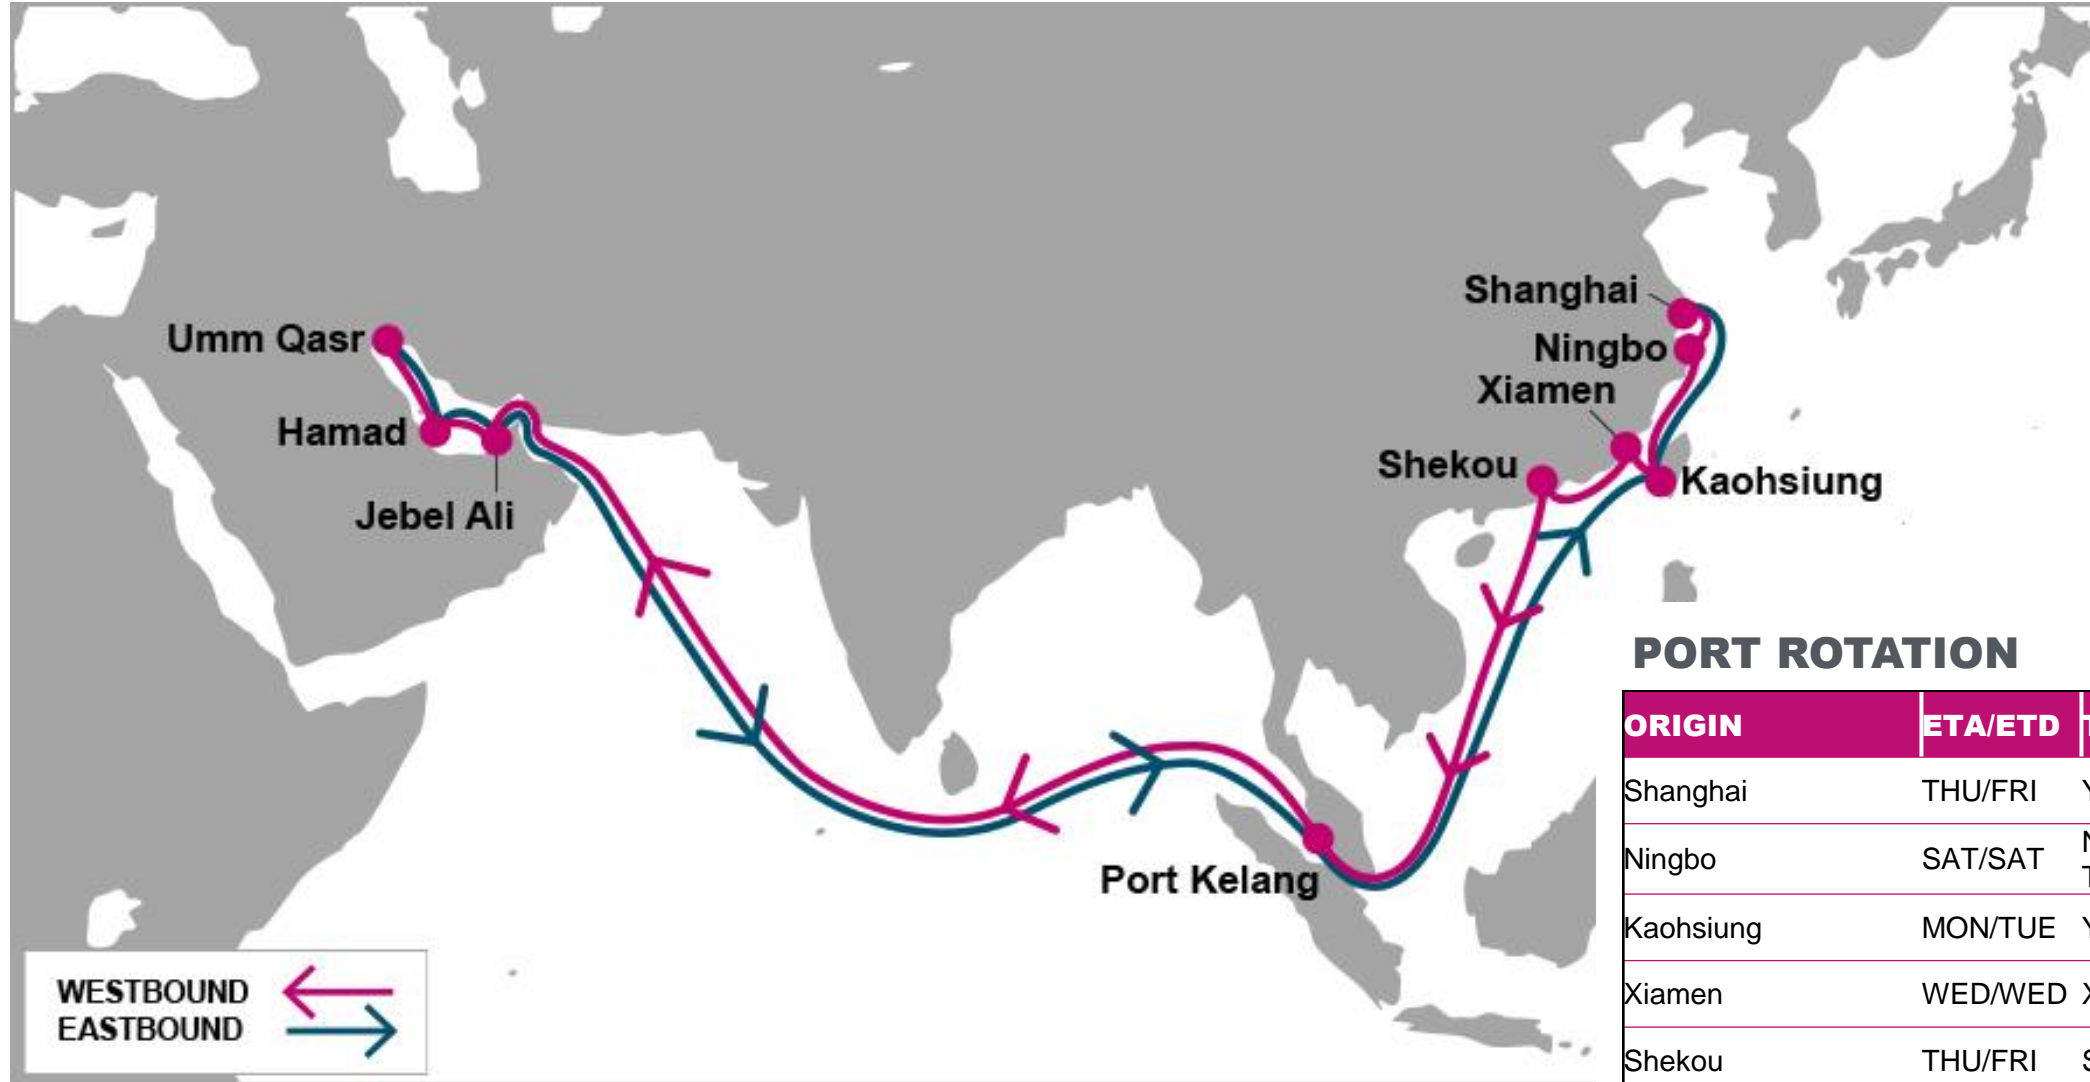 Shanghai
Ningbo
Xiamen
Shekou
Kaohsiung
Umm Qasr
Hamad
Jebel Ali
Port Kelang
WESTBOUND
EASTBOUND
PORT ROTATION
ORIGIN ETA/ETD
Shanghai THU/FRI
Ningbo SAT/SAT
Kaohsiung MON/TUE
Xiamen WED/WED
Shekou THU/FRI